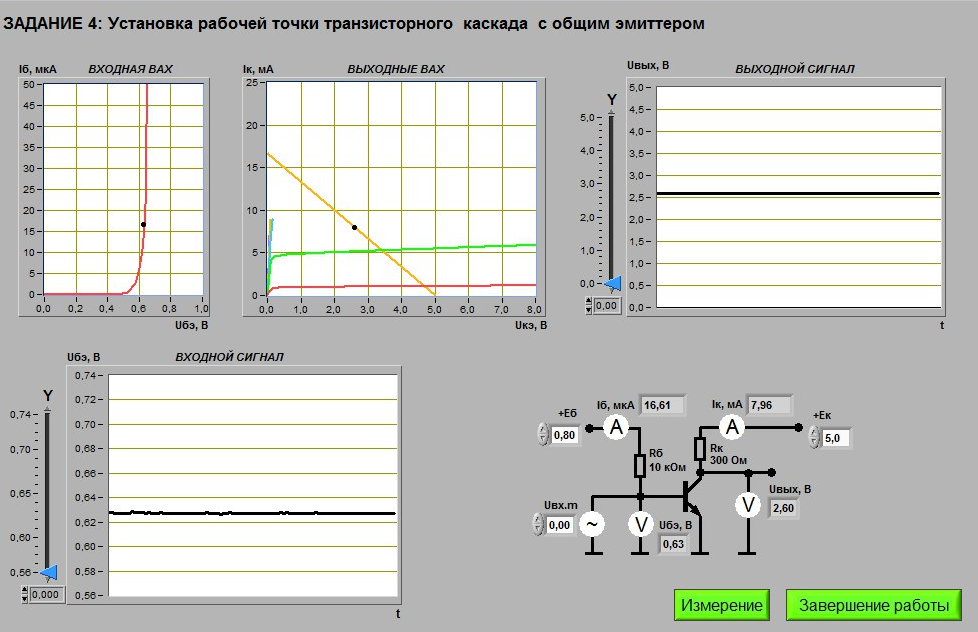 ЗАДАНИЕ 4: Установка рабочей точки транзисторного каскада с общим эмиттером
Iб, мкА ВХОДНАЯ ВАХ
50
45
40
35
30
25
20
15
10
5
0
0,0 0,2 0,4 0,6 0,8 1,0
Uбэ, В
Iк, мА ВЫХОДНЫЕ ВАХ
25
20
15
10
5
0
0,0 1,0 2,0 3,0 4,0 5,0 6,0 7,0 8,0
Uкэ, В
Uвых, В ВЫХОДНОЙ СИГНАЛ
Y
5,0
4,0
3,0
2,0
1,0
0,0
0,00
5,0
4,5
4,0
3,5
3,0
2,5
2,0
1,5
1,0
0,5
0,0
t
Uбэ, В ВХОДНОЙ СИГНАЛ
Y
0,74
0,70
0,65
0,60
0,56
0,000
0,74
0,72
0,70
0,68
0,66
0,64
0,62
0,60
0,58
0,56
t
Iб, мкА 16,61 Iк, мА 7,96
+Eб +Eк
0,80 A A 5,0
Rб
10 кОм
Rк
300 Ом
Uвх.m Uвых, В
0,00 ~ V Uбэ, В V 2,60
0,63
Измерение Завершение работы